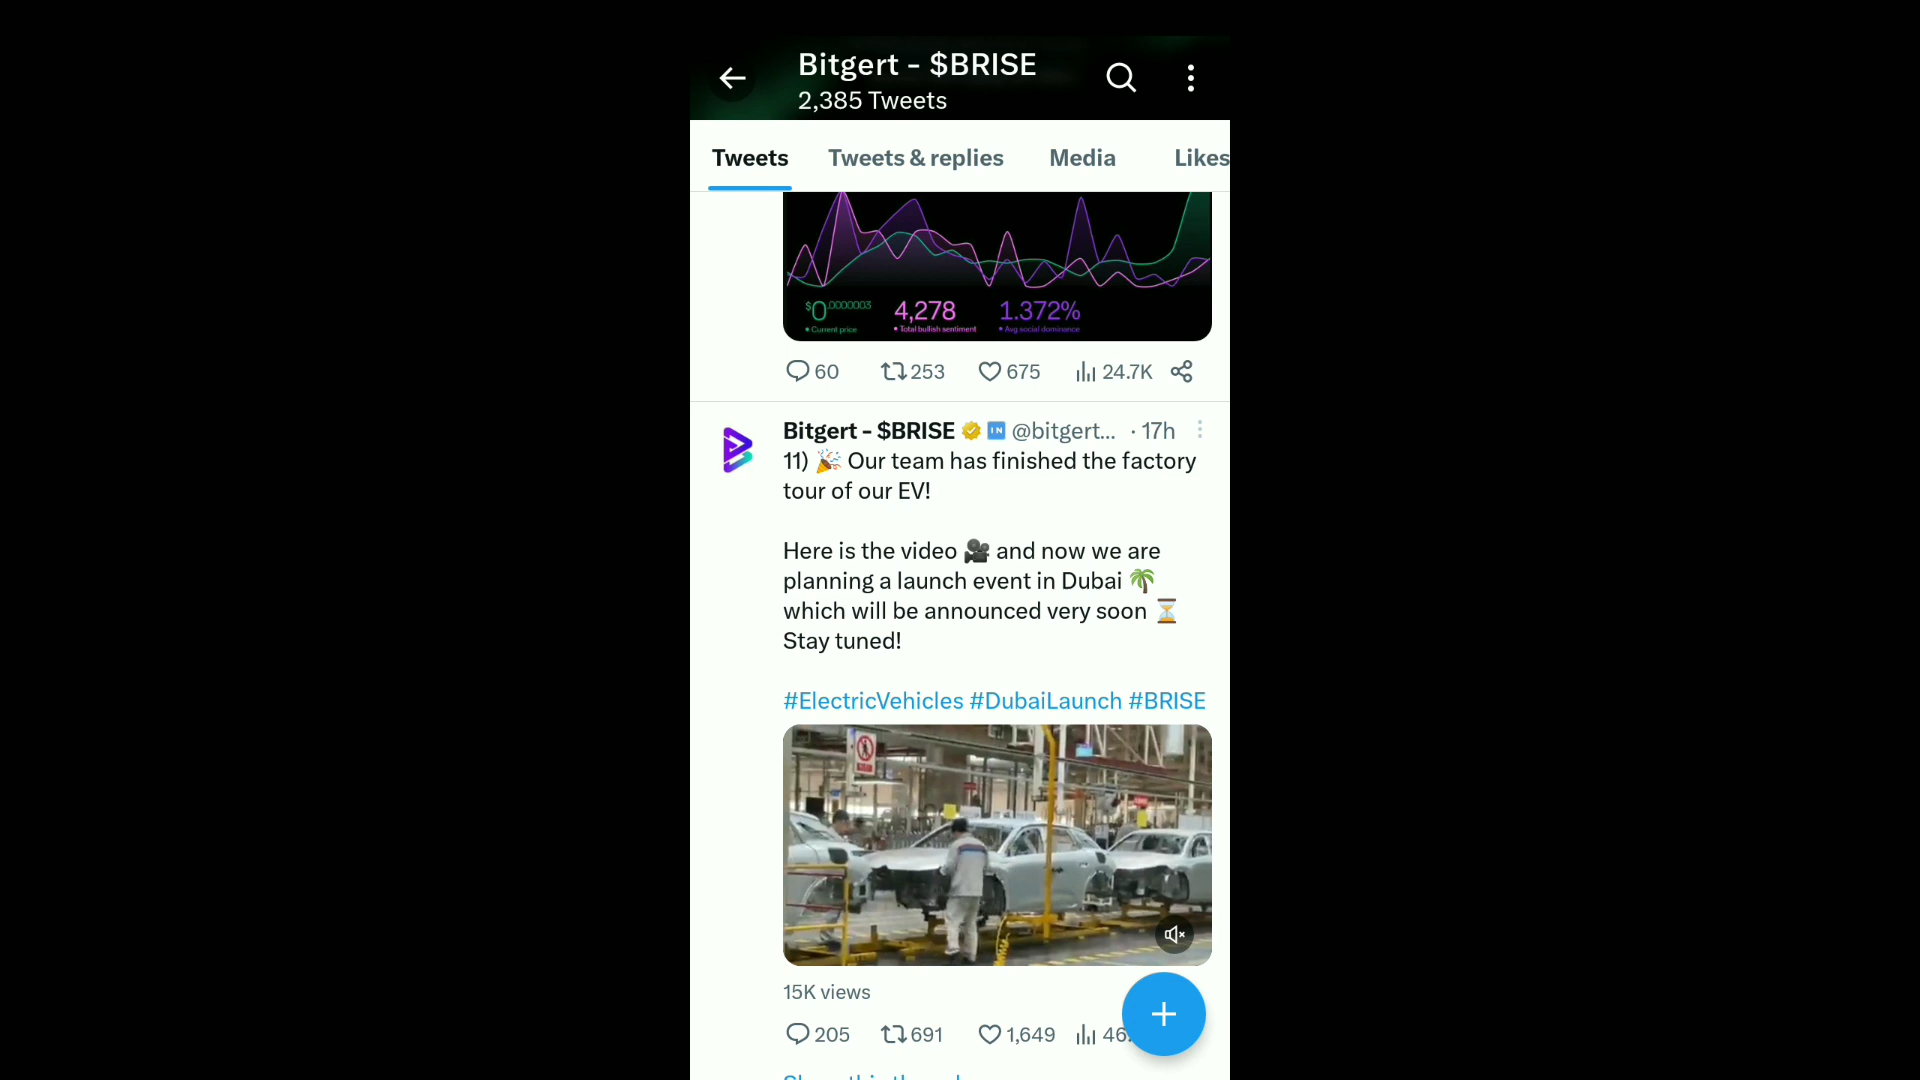 Bitgert - $BRISE
2,385 Tweets
Tweets Tweets & replies Media Likes
$0.0000003 4,278 1.372%
Current price Total bullish sentiment Avg social dominance
60 253 675 24.7K
Bitgert - $BRISE IN @bitgert... · 17h
11) 🎉 Our team has finished the factory
tour of our EV!
Here is the video 🎥 and now we are
planning a launch event in Dubai 🌴
which will be announced very soon ⏳
Stay tuned!
#ElectricVehicles #DubaiLaunch #BRISE
15K views
205 691 1,649 46.